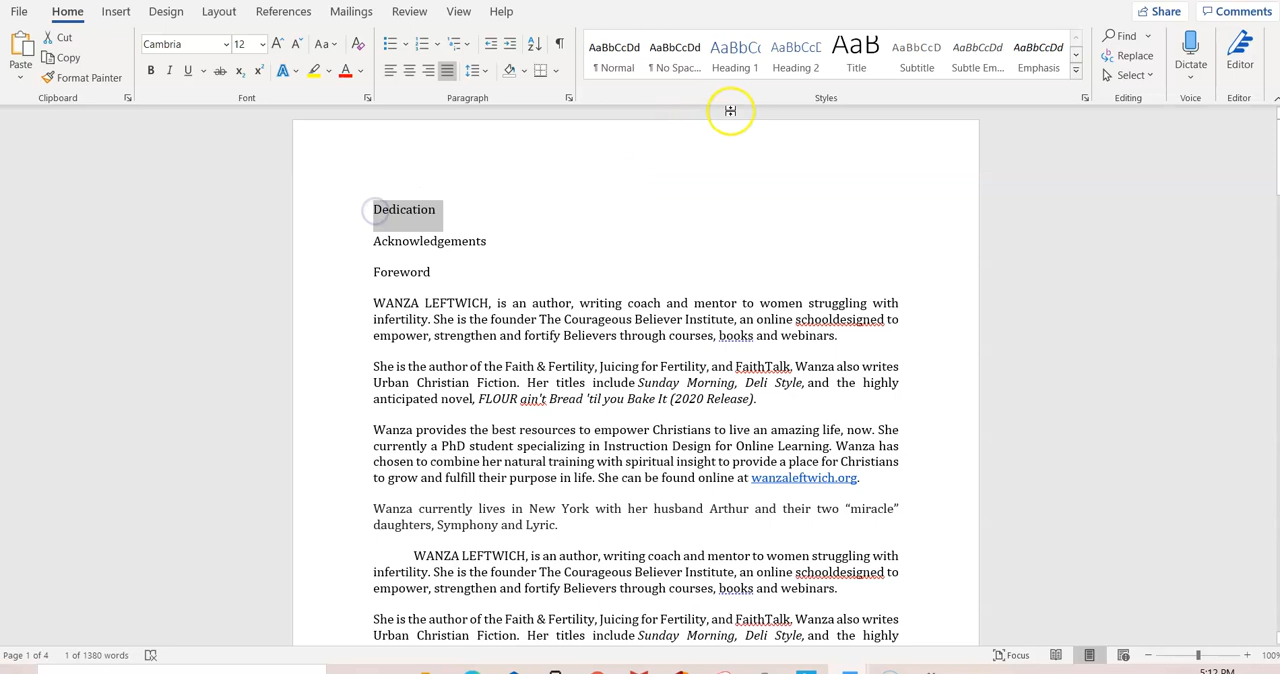 File Home Insert Design Layout References Mailings Review View Help Share Comments
Paste Cut Copy Format Painter
Clipboard
Cambria 12 Aa
B I U ab x₂ x² A A
Font
Paragraph
AaBbCcDd AaBbCcDd AaBbCc AaBbCcD AaB AaBbCcD AaBbCcDd AaBbCcDd
¶ Normal ¶ No Spac... Heading 1 Heading 2 Title Subtitle Subtle Em... Emphasis
Styles
Find
Replace
Select
Editing
Dictate
Voice
Editor
Editor
Dedication
Acknowledgements
Foreword
WANZA LEFTWICH, is an author, writing coach and mentor to women struggling with
infertility. She is the founder The Courageous Believer Institute, an online schooldesigned to
empower, strengthen and fortify Believers through courses, books and webinars.
She is the author of the Faith & Fertility, Juicing for Fertility, and FaithTalk. Wanza also writes
Urban Christian Fiction. Her titles include Sunday Morning, Deli Style, and the highly
anticipated novel, FLOUR ain't Bread 'til you Bake It (2020 Release).
Wanza provides the best resources to empower Christians to live an amazing life, now. She
currently a PhD student specializing in Instruction Design for Online Learning. Wanza has
chosen to combine her natural training with spiritual insight to provide a place for Christians
to grow and fulfill their purpose in life. She can be found online at wanzaleftwich.org.
Wanza currently lives in New York with her husband Arthur and their two “miracle”
daughters, Symphony and Lyric.
WANZA LEFTWICH, is an author, writing coach and mentor to women struggling with
infertility. She is the founder The Courageous Believer Institute, an online schooldesigned to
empower, strengthen and fortify Believers through courses, books and webinars.
She is the author of the Faith & Fertility, Juicing for Fertility, and FaithTalk. Wanza also writes
Urban Christian Fiction. Her titles include Sunday Morning, Deli Style, and the highly
Page 1 of 4 1 of 1380 words Focus 100%
5:12 PM